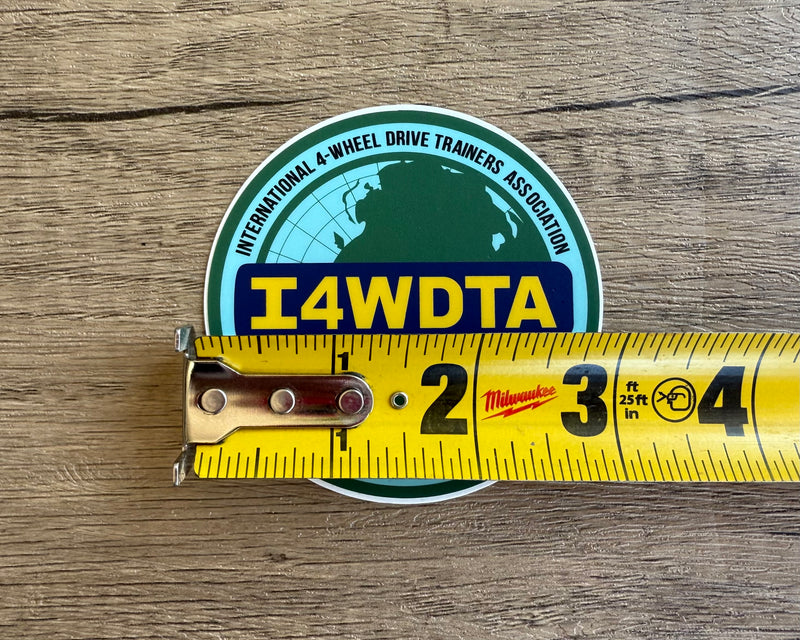 INTERNATIONAL 4-WHEEL DRIVE TRAINERS ASSOCIATION
I4WDTA
1
2
Milwaukee
3
ft
25ft
in
4
1